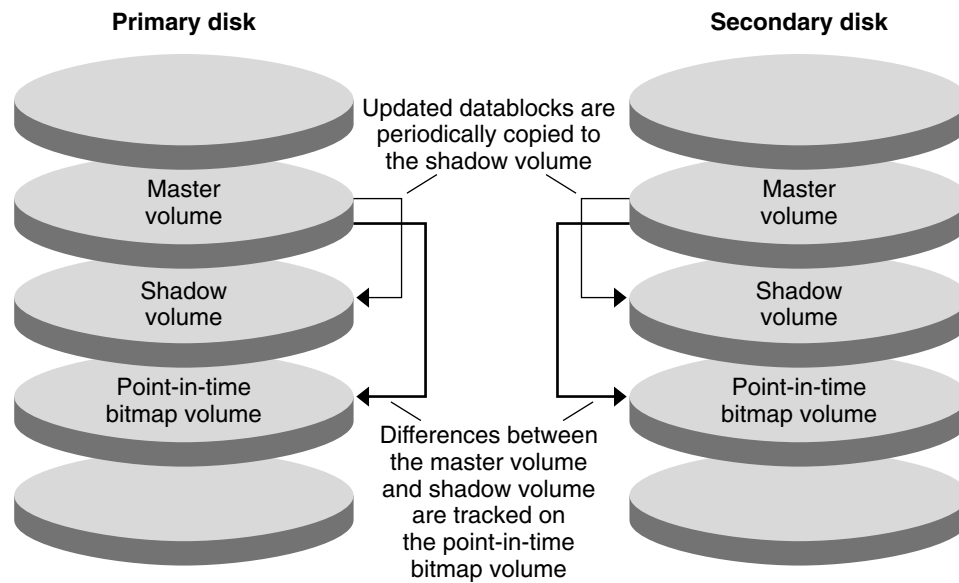 Primary disk
Secondary disk
Updated datablocks are
periodically copied to
the shadow volume
Master
volume
Master
volume
Shadow
volume
Shadow
volume
Point-in-time
bitmap volume
Point-in-time
bitmap volume
Differences between
the master volume
and shadow volume
are tracked on
the point-in-time
bitmap volume